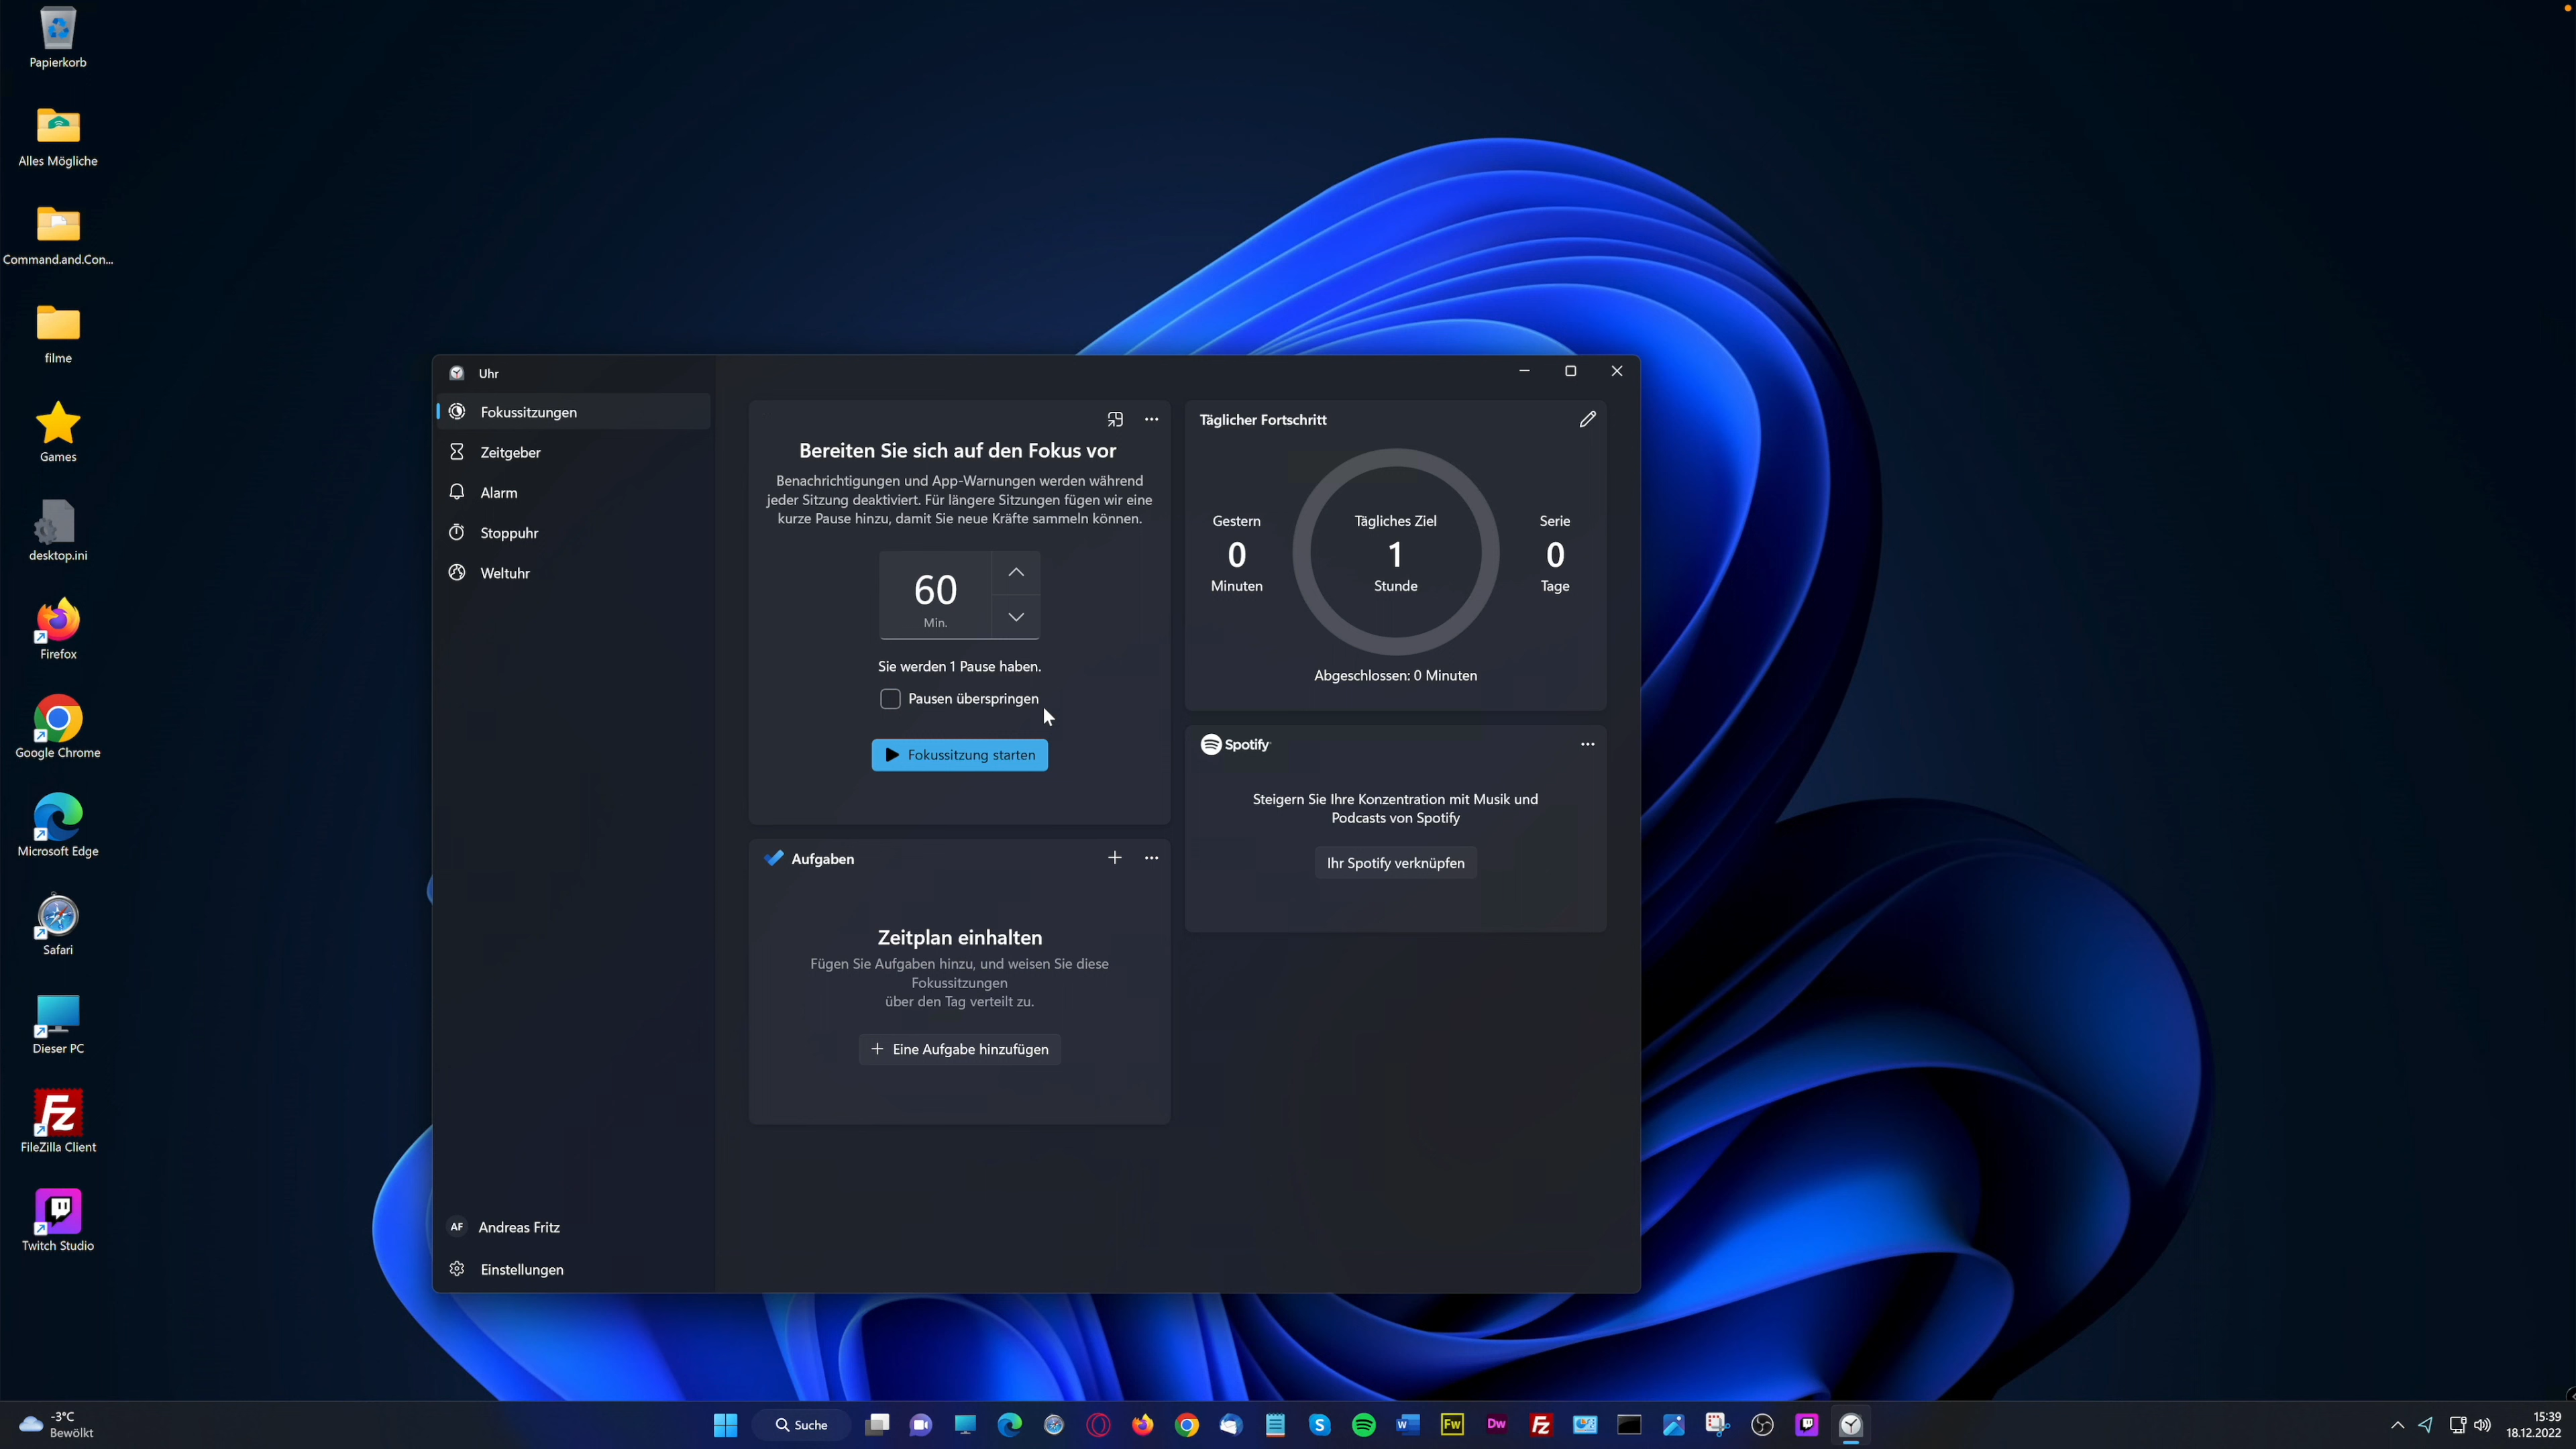 Papierkorb
Alles Mögliche
Command.and.Con...
filme
Games
desktop.ini
Firefox
Google Chrome
Microsoft Edge
Safari
Dieser PC
Fz
FileZilla Client
Twitch Studio
Uhr
Fokussitzungen
Zeitgeber
Alarm
Stoppuhr
Weltuhr
AF Andreas Fritz
Einstellungen
Bereiten Sie sich auf den Fokus vor
Benachrichtigungen und App-Warnungen werden während
jeder Sitzung deaktiviert. Für längere Sitzungen fügen wir eine
kurze Pause hinzu, damit Sie neue Kräfte sammeln können.
60
Min.
Sie werden 1 Pause haben.
Pausen überspringen
Fokussitzung starten
Aufgaben
Zeitplan einhalten
Fügen Sie Aufgaben hinzu, und weisen Sie diese
Fokussitzungen
über den Tag verteilt zu.
Eine Aufgabe hinzufügen
Täglicher Fortschritt
Gestern
0
Minuten
Tägliches Ziel
1
Stunde
Serie
0
Tage
Abgeschlossen: 0 Minuten
Spotify
Steigern Sie Ihre Konzentration mit Musik und
Podcasts von Spotify
Ihr Spotify verknüpfen
-3°C
Bewölkt
Suche
S
W
Fw
Dw
Fz
15:39
18.12.2022